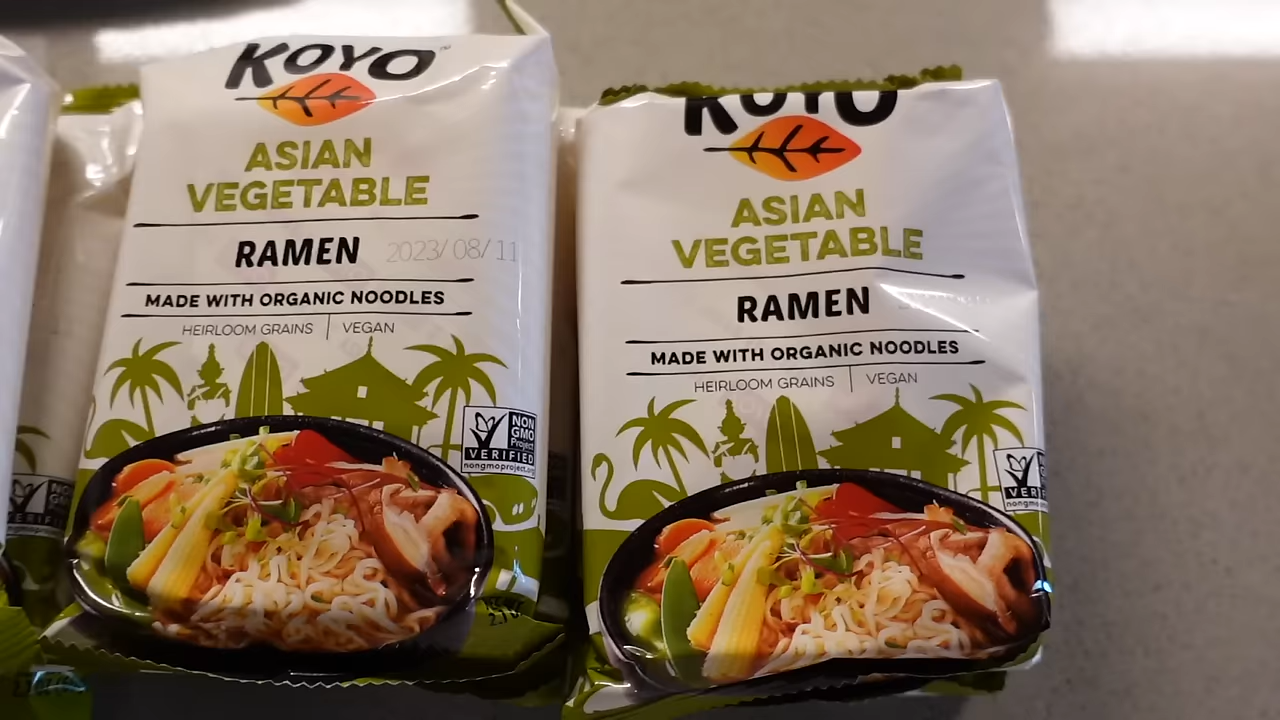 KOYO
ASIAN
VEGETABLE
RAMEN 2023/08/11
MADE WITH ORGANIC NOODLES
HEIRLOOM GRAINS | VEGAN
NON
GMO
Project
VERIFIED
nongmoproject.org
KOYO
ASIAN
VEGETABLE
RAMEN
MADE WITH ORGANIC NOODLES
HEIRLOOM GRAINS | VEGAN